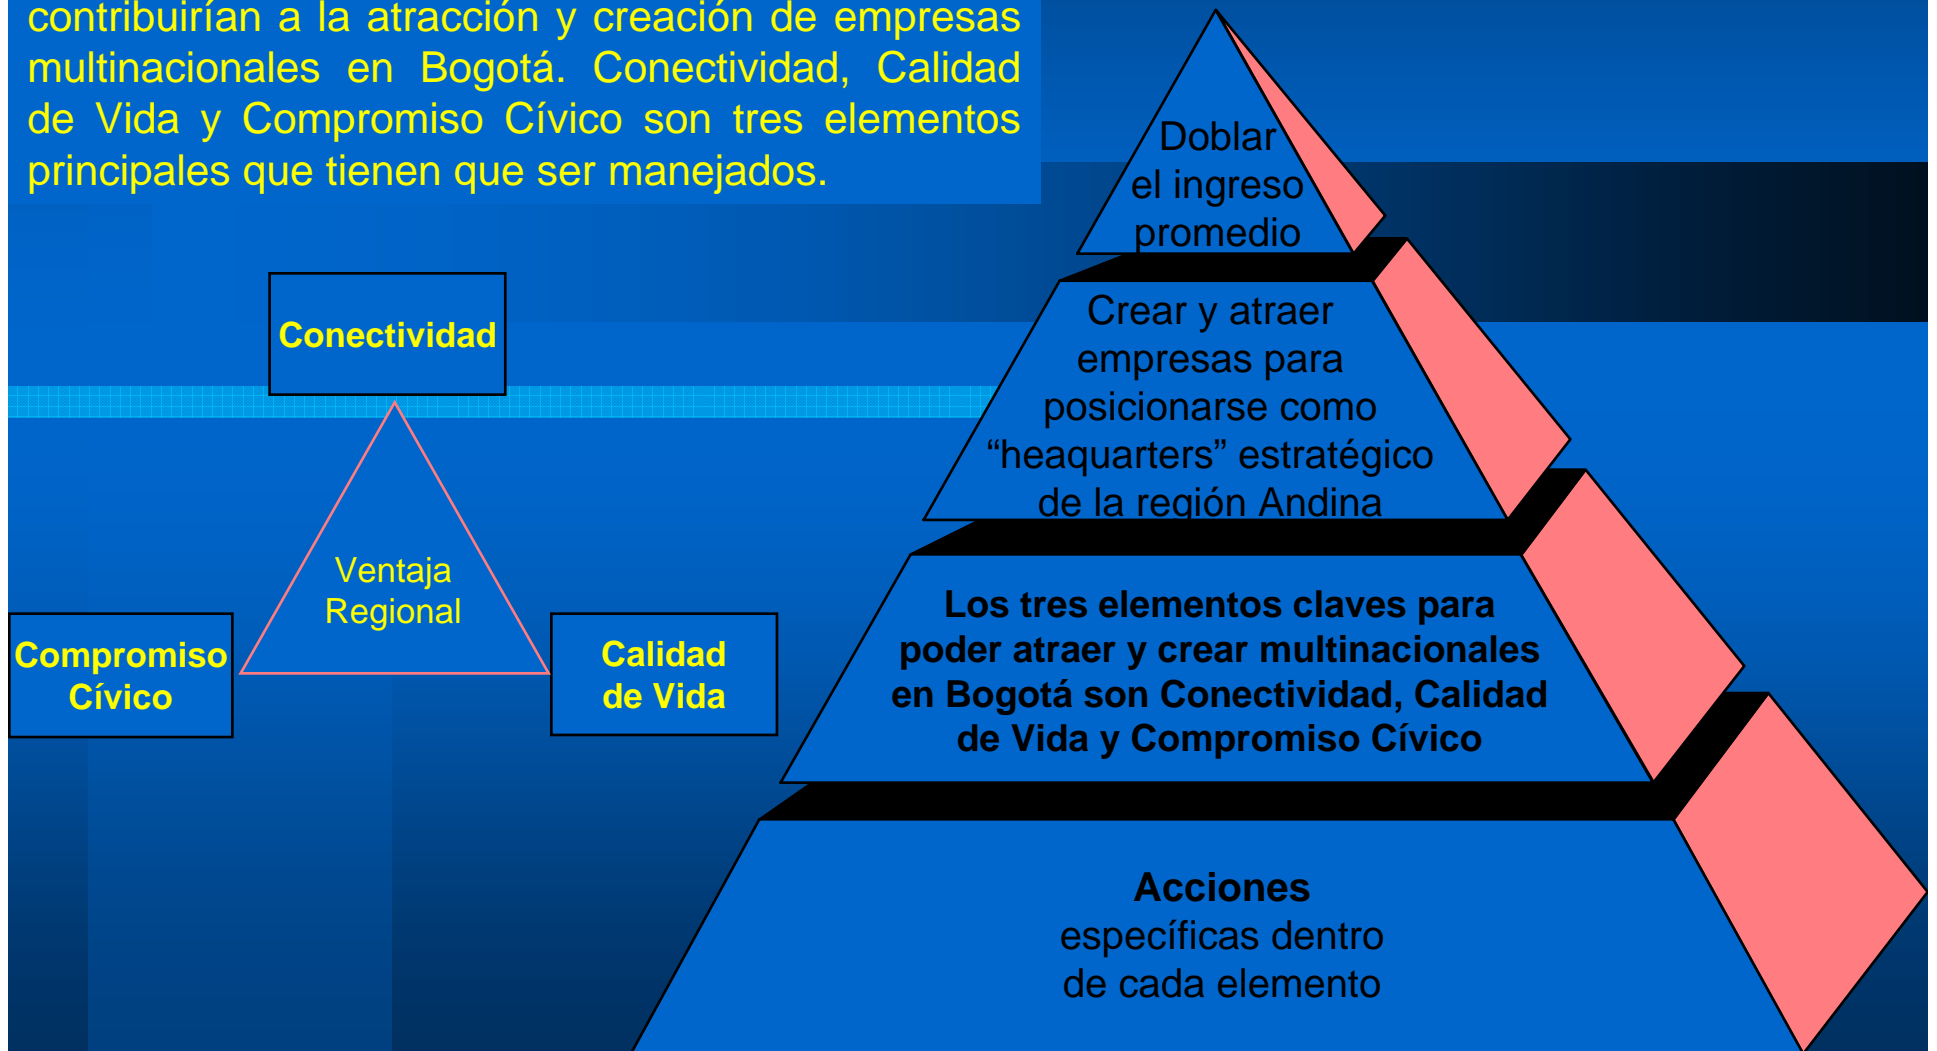 contribuirían a la atracción y creación de empresas
multinacionales en Bogotá. Conectividad, Calidad
de Vida y Compromiso Cívico son tres elementos
principales que tienen que ser manejados.
Conectividad
Ventaja
Regional
Compromiso
Cívico
Calidad
de Vida
Doblar
el ingreso
promedio
Crear y atraer
empresas para
posicionarse como
“heaquarters” estratégico
de la región Andina
Los tres elementos claves para
poder atraer y crear multinacionales
en Bogotá son Conectividad, Calidad
de Vida y Compromiso Cívico
Acciones
específicas dentro
de cada elemento